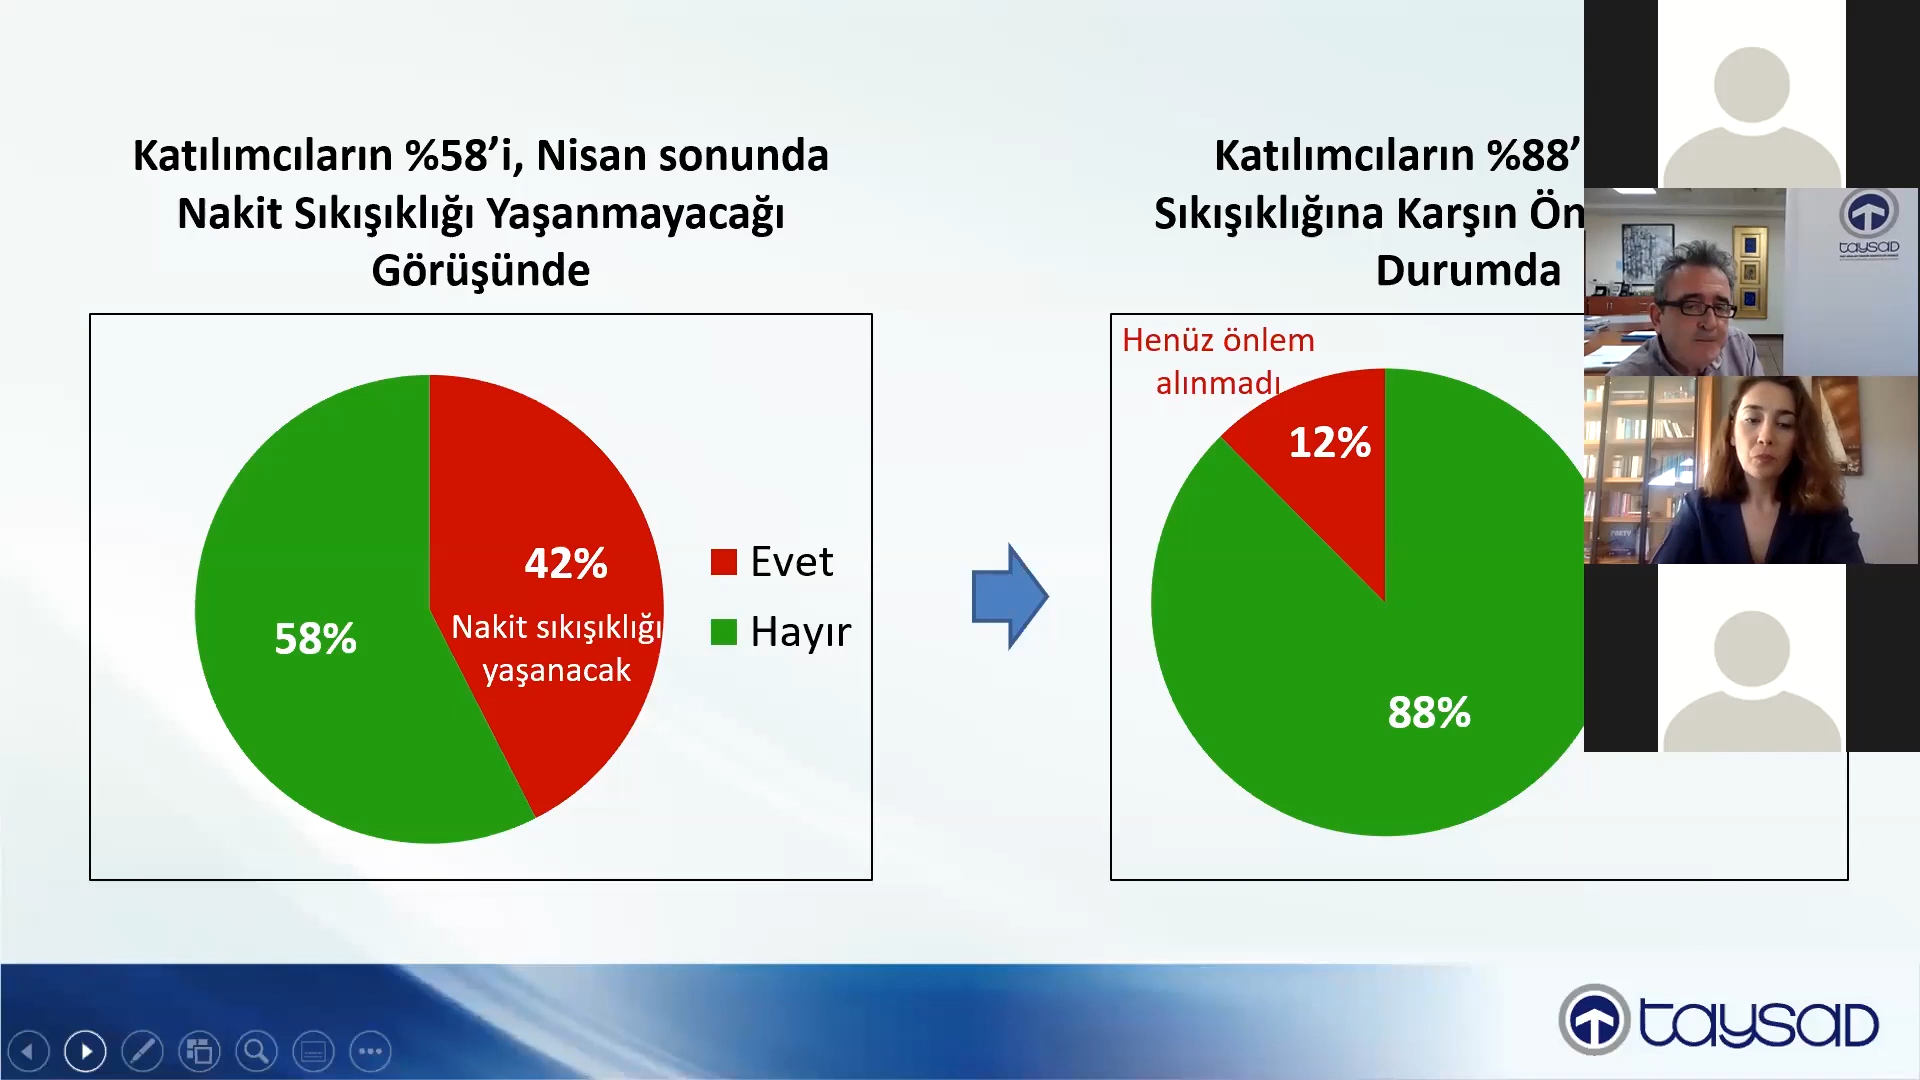 Katılımcıların %58’i, Nisan sonunda
Nakit Sıkışıklığı Yaşanmayacağı
Görüşünde
42%
Nakit sıkışıklığı
yaşanacak
58%
Evet
Hayır
Katılımcıların %88’
Sıkışıklığına Karşın Ön
Durumda
Henüz önlem
alınmadı
12%
88%
taysad
taysad